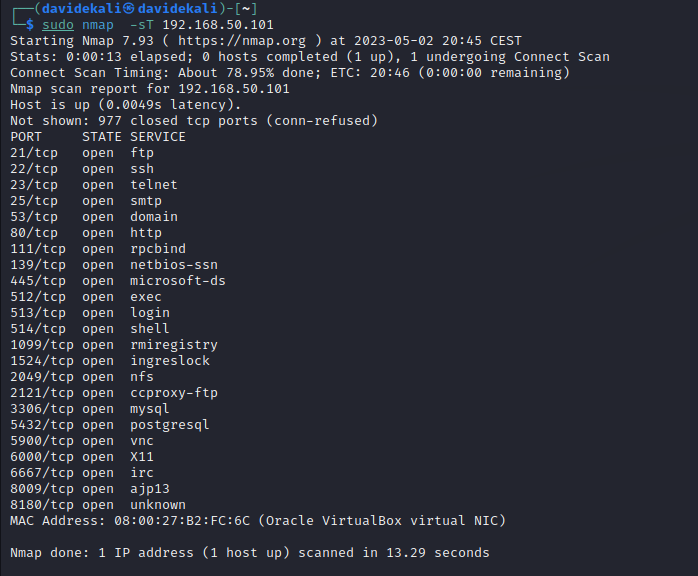 ┌──(davidekali㉿davidekali)-[~]
└─$ sudo nmap  -sT 192.168.50.101
Starting Nmap 7.93 ( https://nmap.org ) at 2023-05-02 20:45 CEST
Stats: 0:00:13 elapsed; 0 hosts completed (1 up), 1 undergoing Connect Scan
Connect Scan Timing: About 78.95% done; ETC: 20:46 (0:00:00 remaining)
Nmap scan report for 192.168.50.101
Host is up (0.0049s latency).
Not shown: 977 closed tcp ports (conn-refused)
PORT     STATE SERVICE
21/tcp   open  ftp
22/tcp   open  ssh
23/tcp   open  telnet
25/tcp   open  smtp
53/tcp   open  domain
80/tcp   open  http
111/tcp  open  rpcbind
139/tcp  open  netbios-ssn
445/tcp  open  microsoft-ds
512/tcp  open  exec
513/tcp  open  login
514/tcp  open  shell
1099/tcp open  rmiregistry
1524/tcp open  ingreslock
2049/tcp open  nfs
2121/tcp open  ccproxy-ftp
3306/tcp open  mysql
5432/tcp open  postgresql
5900/tcp open  vnc
6000/tcp open  X11
6667/tcp open  irc
8009/tcp open  ajp13
8180/tcp open  unknown
MAC Address: 08:00:27:B2:FC:6C (Oracle VirtualBox virtual NIC)
Nmap done: 1 IP address (1 host up) scanned in 13.29 seconds